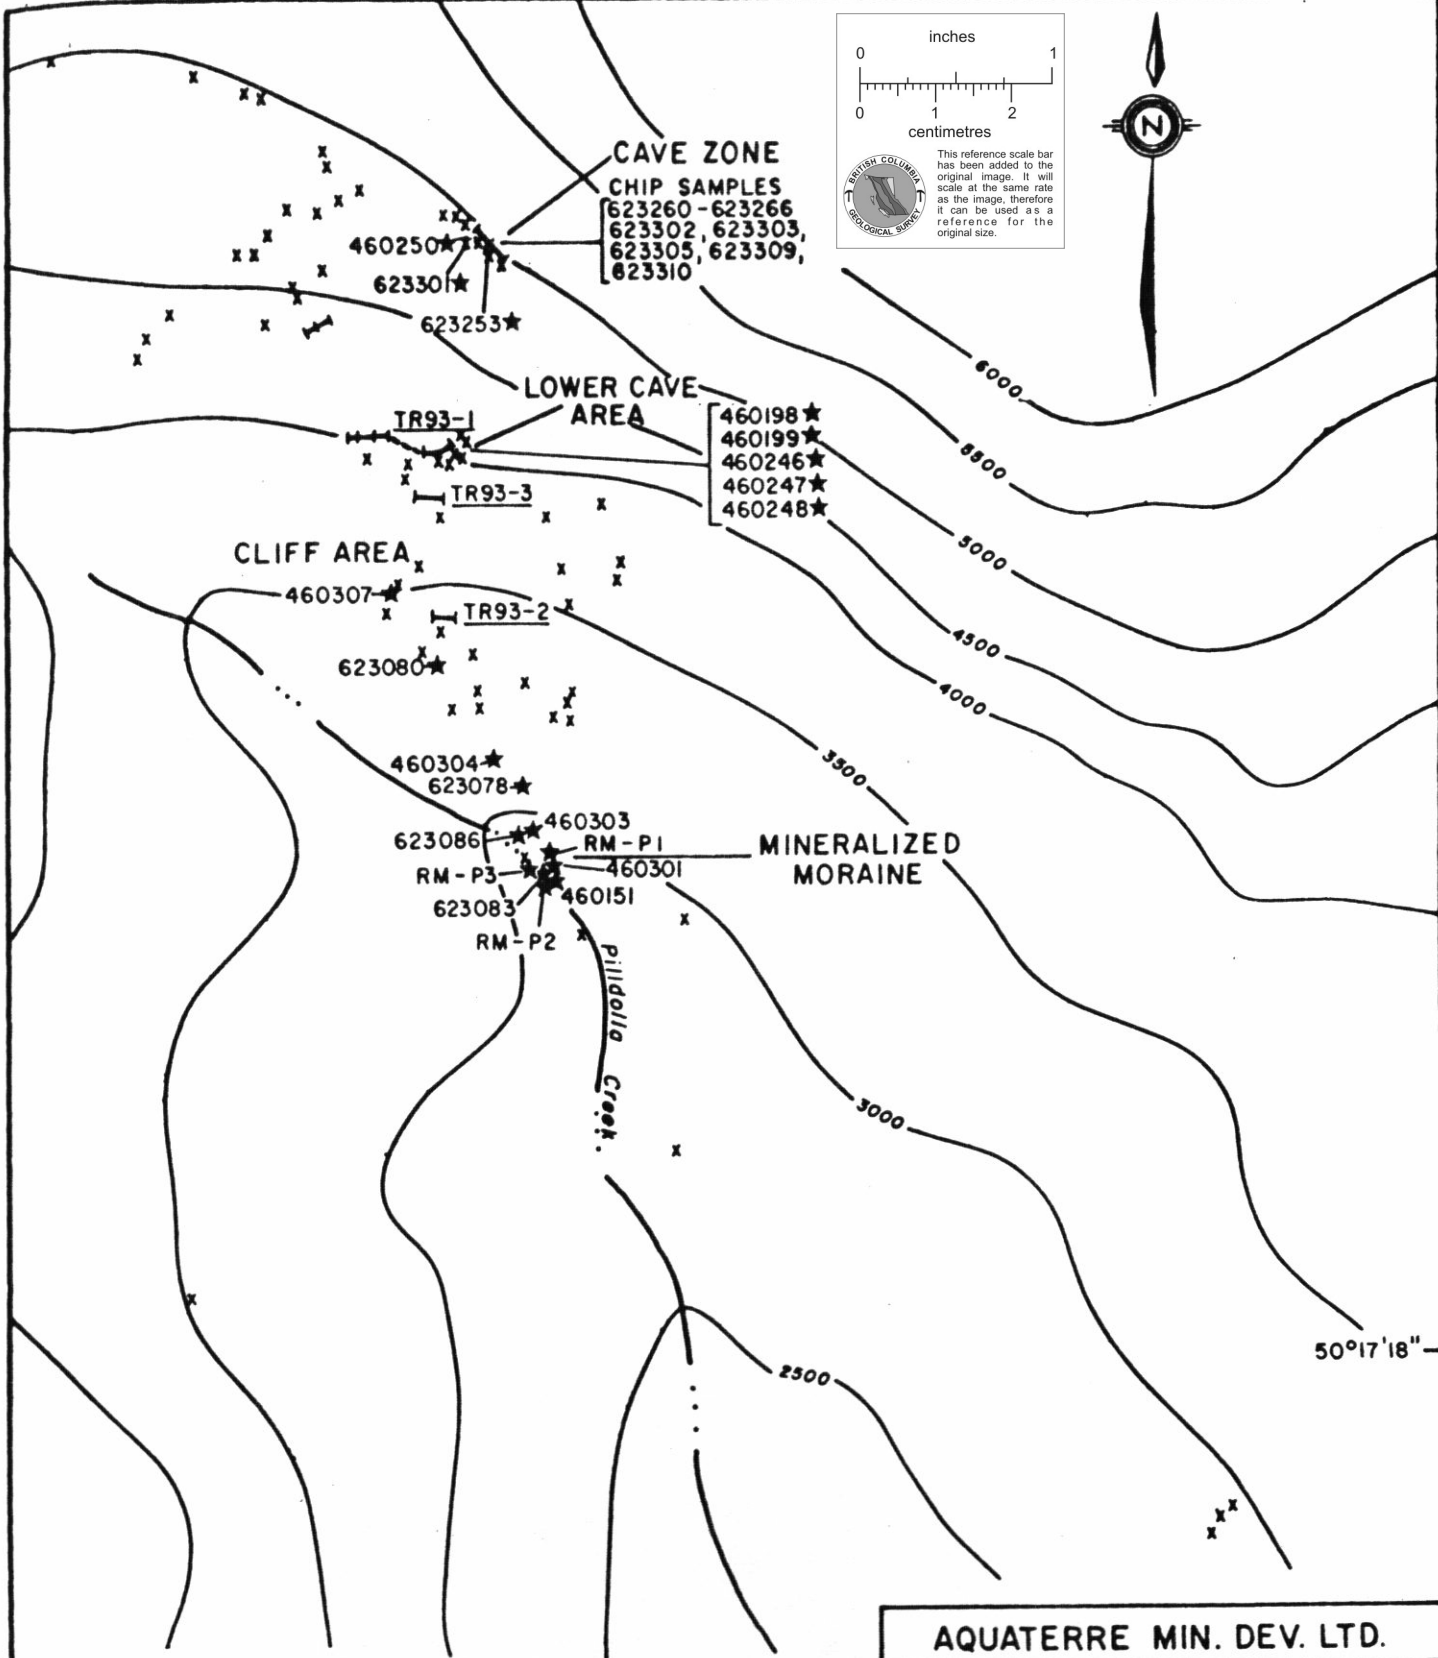 inches
0 1
0 1 2
centimetres
BRITISH COLUMBIA
GEOLOGICAL SURVEY
This reference scale bar
has been added to the
original image. It will
scale at the same rate
as the image, therefore
it can be used as a
reference for the
original size.
N
CAVE ZONE
CHIP SAMPLES
623260-623266
623302, 623303,
623305, 623309,
623310
460250
623301
623253
6000
LOWER CAVE
AREA
TR93-1
460198
460199
460246
460247
460248
5500
TR93-3
5000
CLIFF AREA
460307
TR93-2
4500
623080
4000
3500
460304
623078
460303
623086
RM-P1
MINERALIZED
MORAINE
460301
RM-P3
460151
623083
RM-P2
Pilldolla Creek
3000
50°17'18"
2500
AQUATERRE MIN. DEV. LTD.